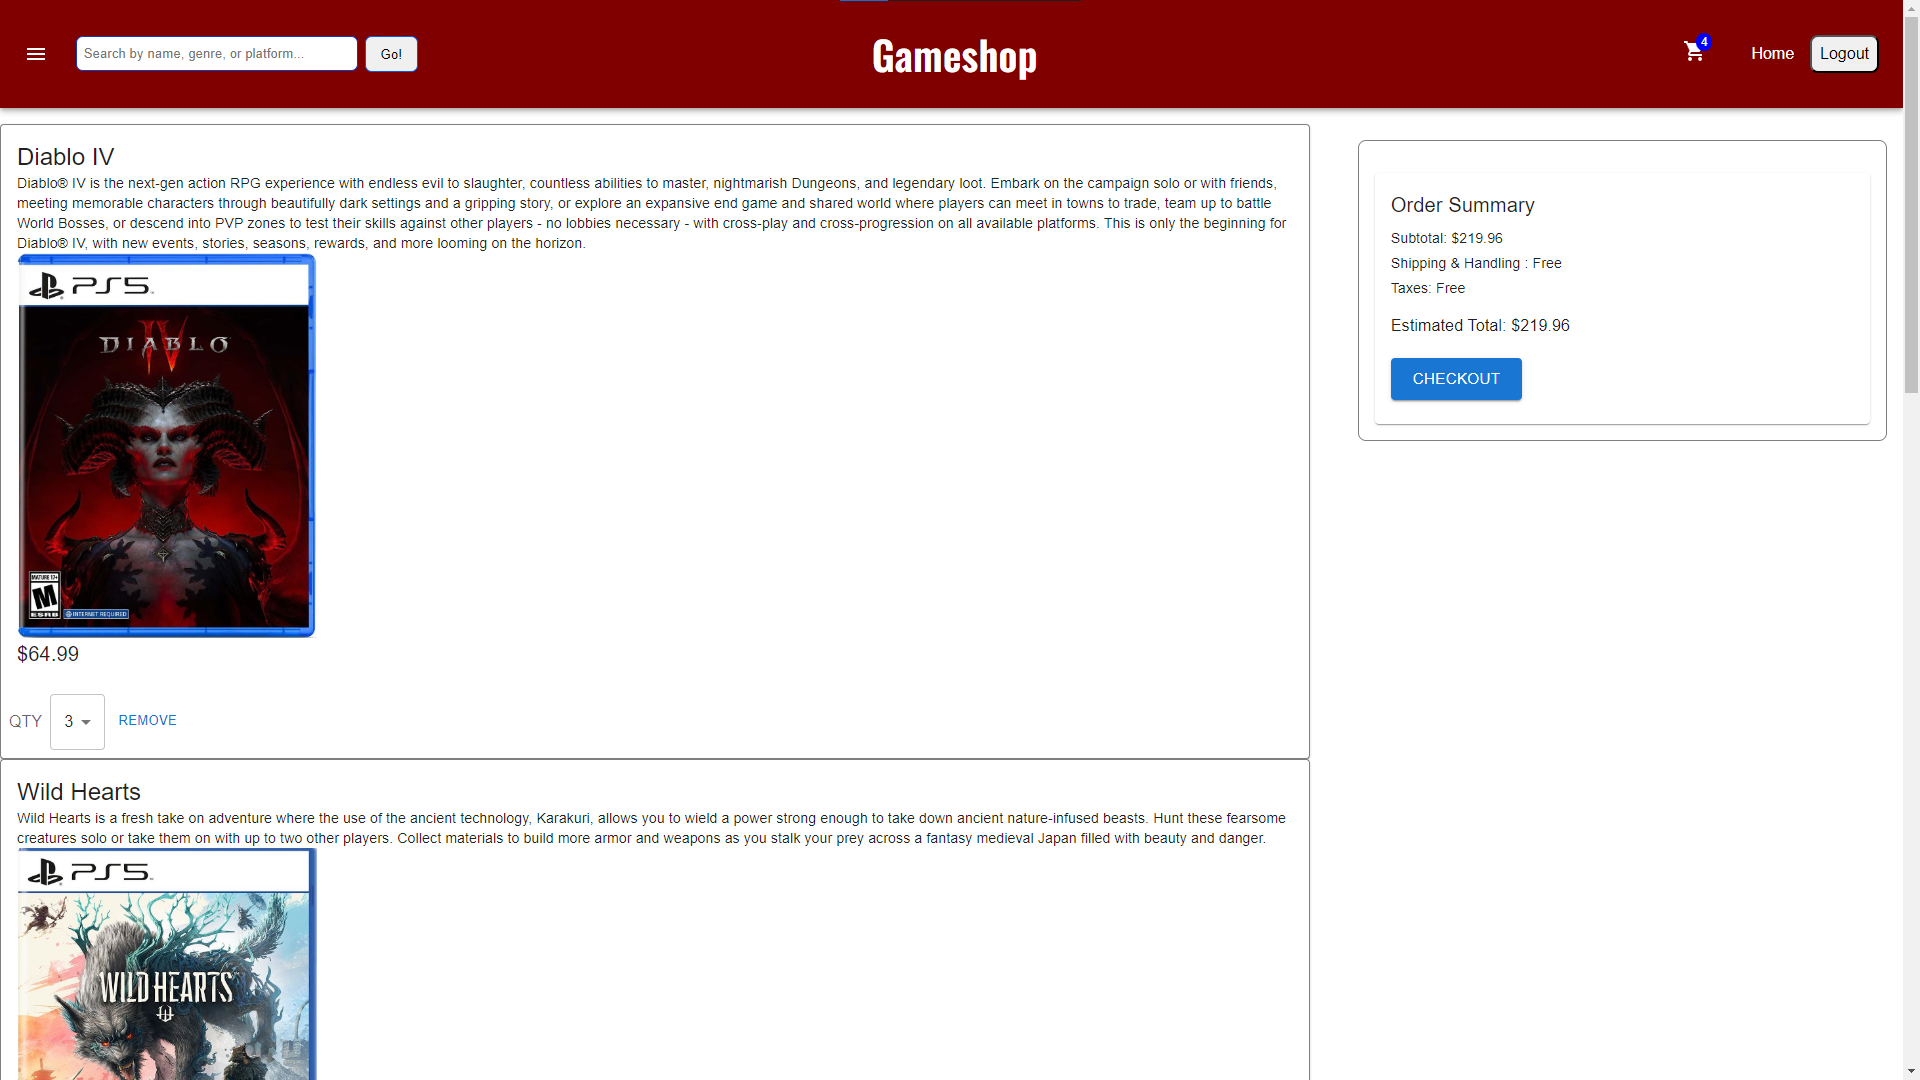 Search by name, genre, or platform...
Go!
Gameshop
4
Home
Logout
Diablo IV
Diablo® IV is the next-gen action RPG experience with endless evil to slaughter, countless abilities to master, nightmarish Dungeons, and legendary loot. Embark on the campaign solo or with friends,
meeting memorable characters through beautifully dark settings and a gripping story, or explore an expansive end game and shared world where players can meet in towns to trade, team up to battle
World Bosses, or descend into PVP zones to test their skills against other players - no lobbies necessary - with cross-play and cross-progression on all available platforms. This is only the beginning for
Diablo® IV, with new events, stories, seasons, rewards, and more looming on the horizon.
PS5
DIABLO
IV
MATURE 17+
M
ESRB
INTERNET REQUIRED
$64.99
QTY
3
REMOVE
Wild Hearts
Wild Hearts is a fresh take on adventure where the use of the ancient technology, Karakuri, allows you to wield a power strong enough to take down ancient nature-infused beasts. Hunt these fearsome
creatures solo or take them on with up to two other players. Collect materials to build more armor and weapons as you stalk your prey across a fantasy medieval Japan filled with beauty and danger.
PS5
WILD HEARTS
Order Summary
Subtotal: $219.96
Shipping & Handling : Free
Taxes: Free
Estimated Total: $219.96
CHECKOUT